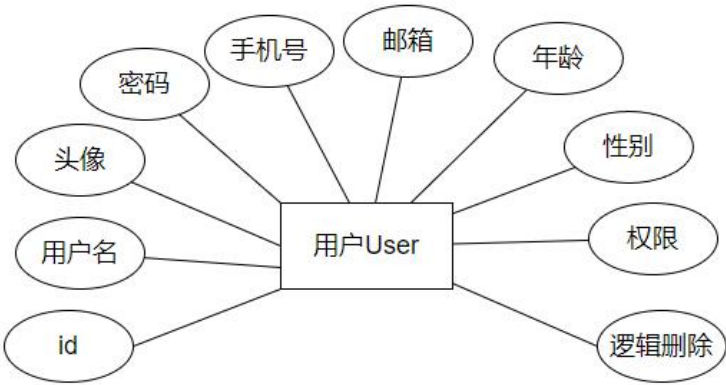 手机号
邮箱
年龄
密码
性别
头像
权限
用户User
用户名
id
逻辑删除